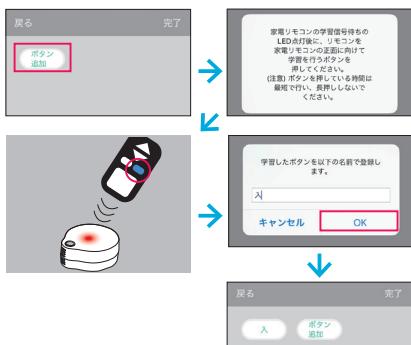 戻る
完了
ボタン
追加
家電リモコンの学習信号待ちの
LED点灯後に、リモコンを
家電リモコンの正面に向けて
学習を行うボタンを
押してください。
(注意) ボタンを押している時間は
最短で行い、長押ししないで
ください。
学習したボタンを以下の名前で登録し
ます。
入
キャンセル
OK
戻る
完了
入
ボタン
追加